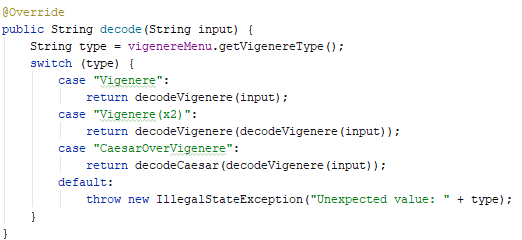 @Override
public String decode(String input) {
    String type = vigenereMenu.getVigenereType();
    switch (type) {
        case "Vigenere":
            return decodeVigenere(input);
        case "Vigenere(x2)":
            return decodeVigenere(decodeVigenere(input));
        case "CaesarOverVigenere":
            return decodeCaesar(decodeVigenere(input));
        default:
            throw new IllegalStateException("Unexpected value: " + type);
    }
}